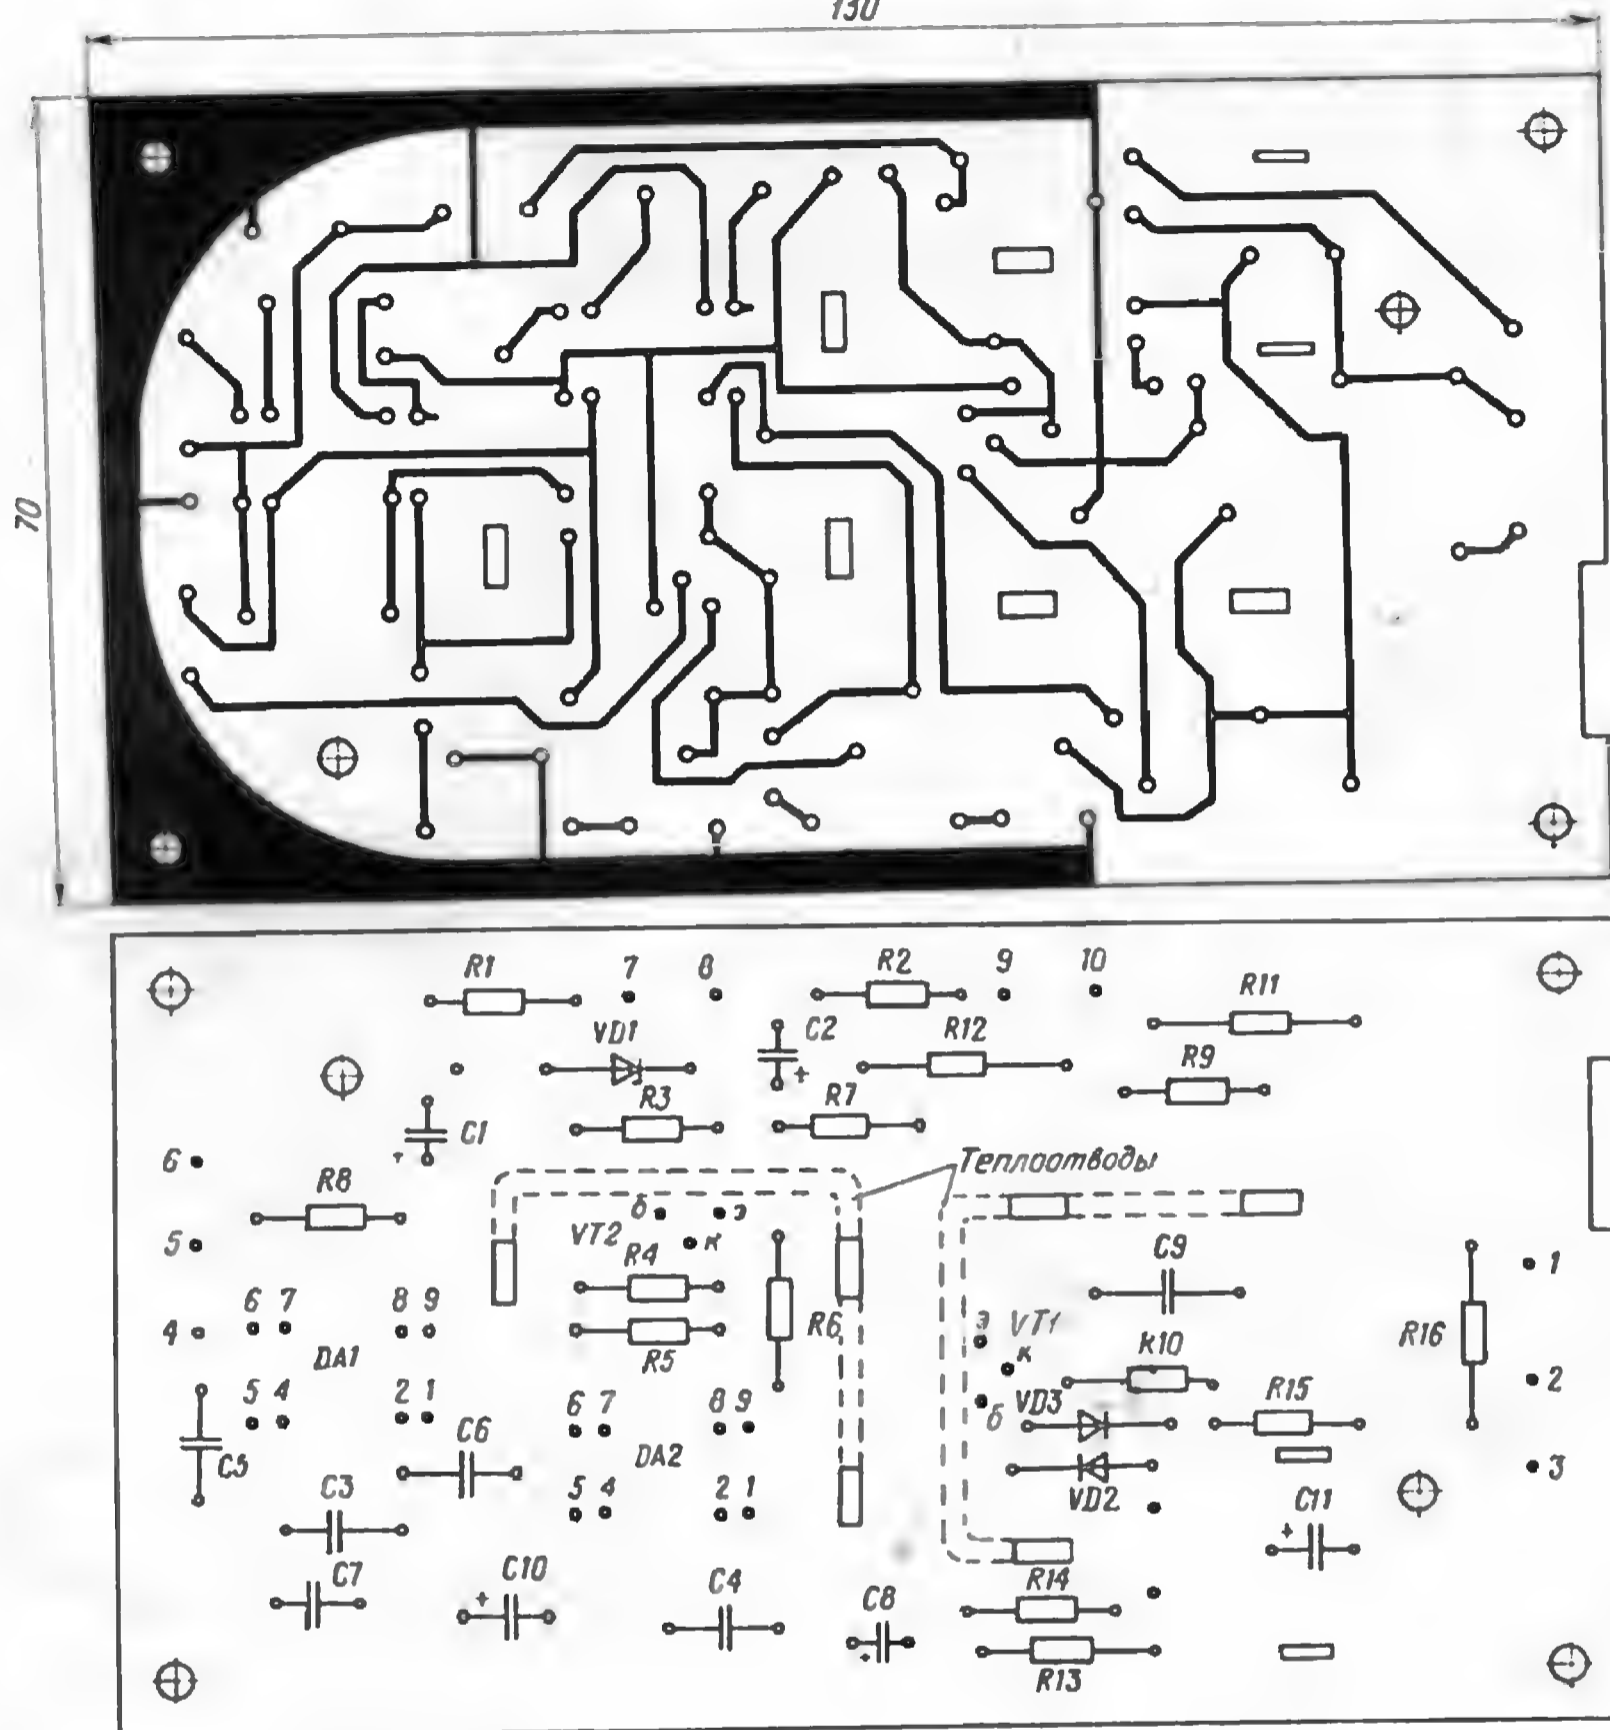 130
70
R1 7 8 R2 9 10 R11
VD1 C2 R12 R9
+
R3 R7
C1
+
6
Теплоотводы
R8
б э
VT2 к
5
R4 C9
1
6 7 8 9
4
R6 э VT1 R16
DA1 к R10
R5
5 4 2 1 VD3 R15 2
6 7 8 9 б
C6
C5 DA2 3
C3 5 4 2 1 VD2 C11
+
C7 C10 C4 R14
+
C8
+
R13